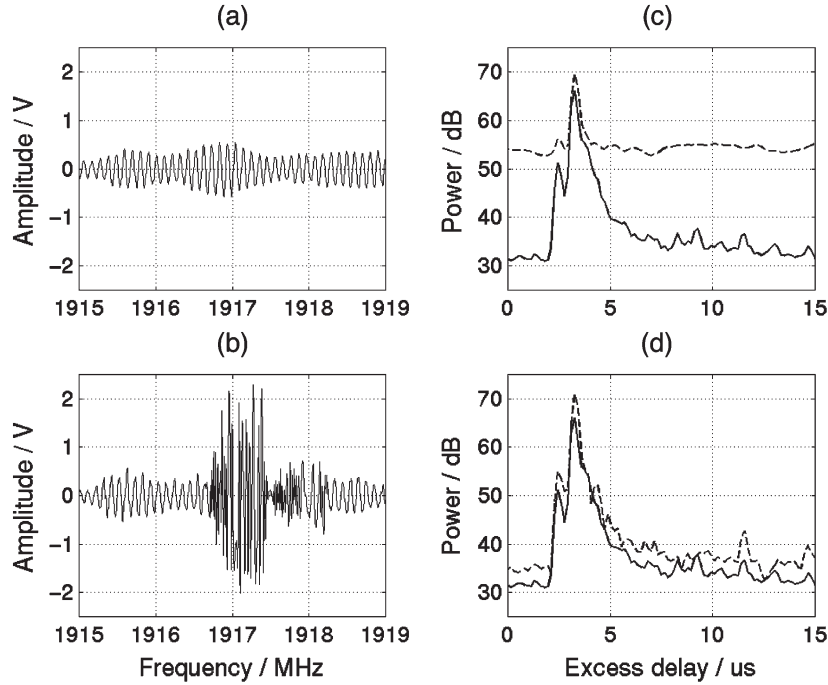 (a)
Amplitude / V
2
1
0
−1
−2
1915 1916 1917 1918 1919
(c)
Power / dB
70
60
50
40
30
0 5 10 15
(b)
Amplitude / V
2
1
0
−1
−2
1915 1916 1917 1918 1919
Frequency / MHz
(d)
Power / dB
70
60
50
40
30
0 5 10 15
Excess delay / us